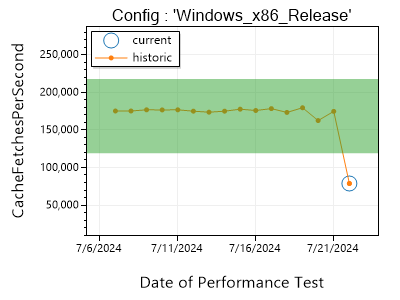 Config : 'Windows_x86_Release'
current
historic
CacheFetchesPerSecond
250,000
200,000
150,000
100,000
50,000
7/6/2024
7/11/2024
7/16/2024
7/21/2024
Date of Performance Test